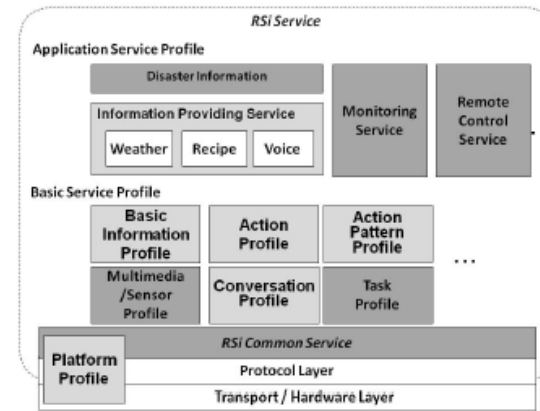 RSi Service
Application Service Profile
Disaster Information
Information Providing Service
Weather
Recipe
Voice
Monitoring
Service
Remote
Control
Service
Basic Service Profile
Basic
Information
Profile
Action
Profile
Action
Pattern
Profile
...
Multimedia
/Sensor
Profile
Conversation
Profile
Task
Profile
RSi Common Service
Platform
Profile
Protocol Layer
Transport / Hardware Layer